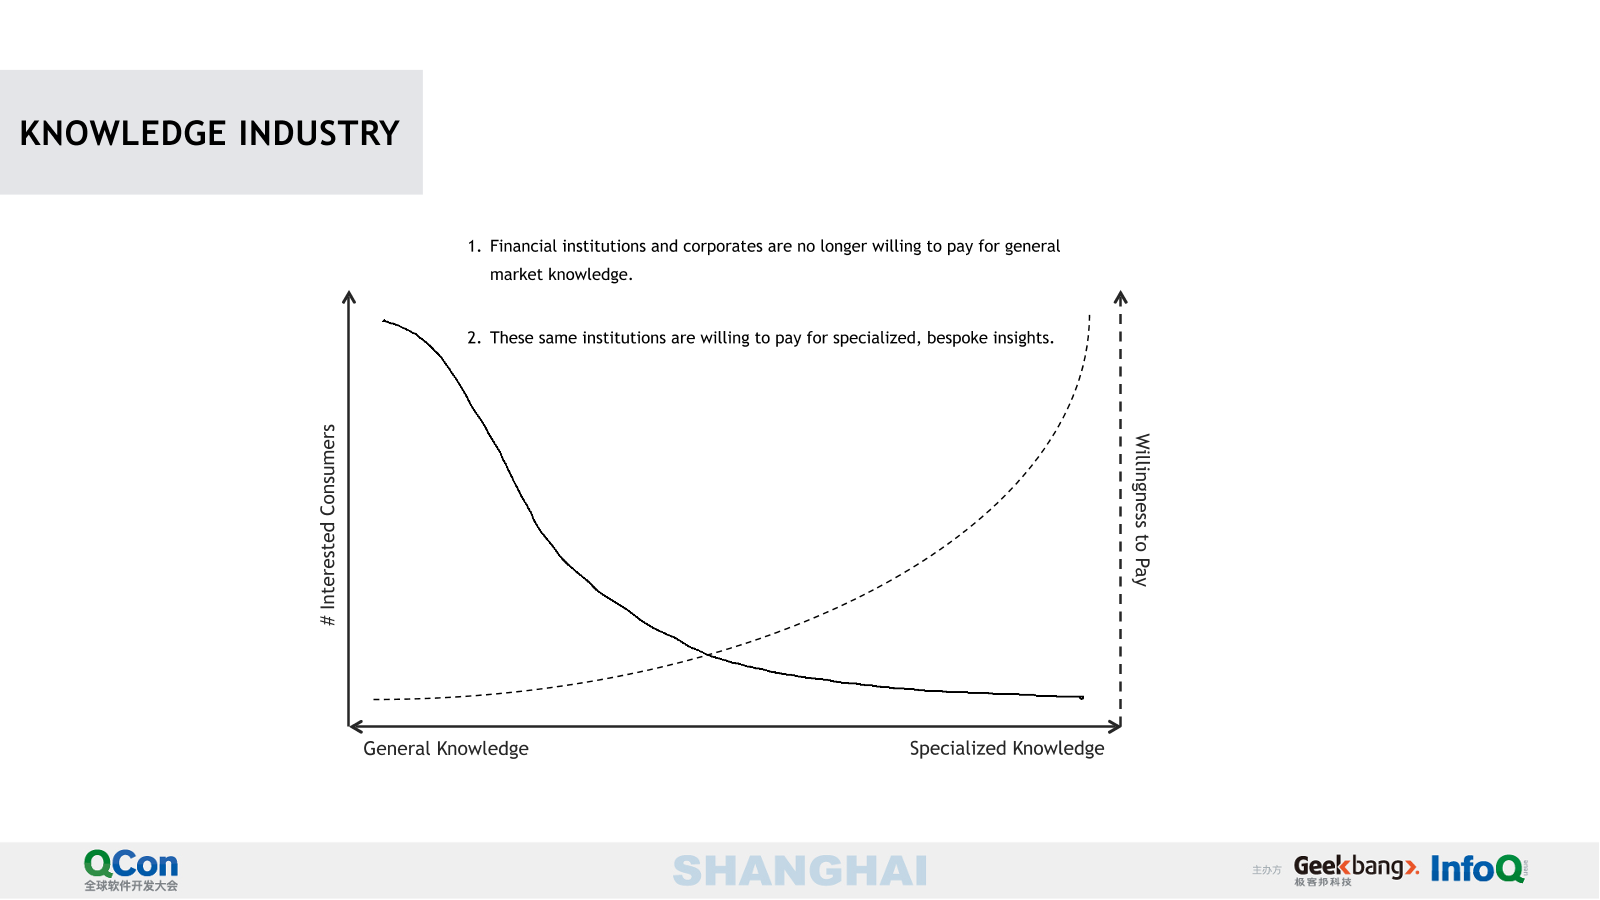 KNOWLEDGE INDUSTRY
1. Financial institutions and corporates are no longer willing to pay for general
market knowledge.
2. These same institutions are willing to pay for specialized, bespoke insights.
# Interested Consumers
Willingness to Pay
General Knowledge
Specialized Knowledge
QCon
全球软件开发大会
SHANGHAI
主办方
Geekbang>.
极客邦科技
InfoQ